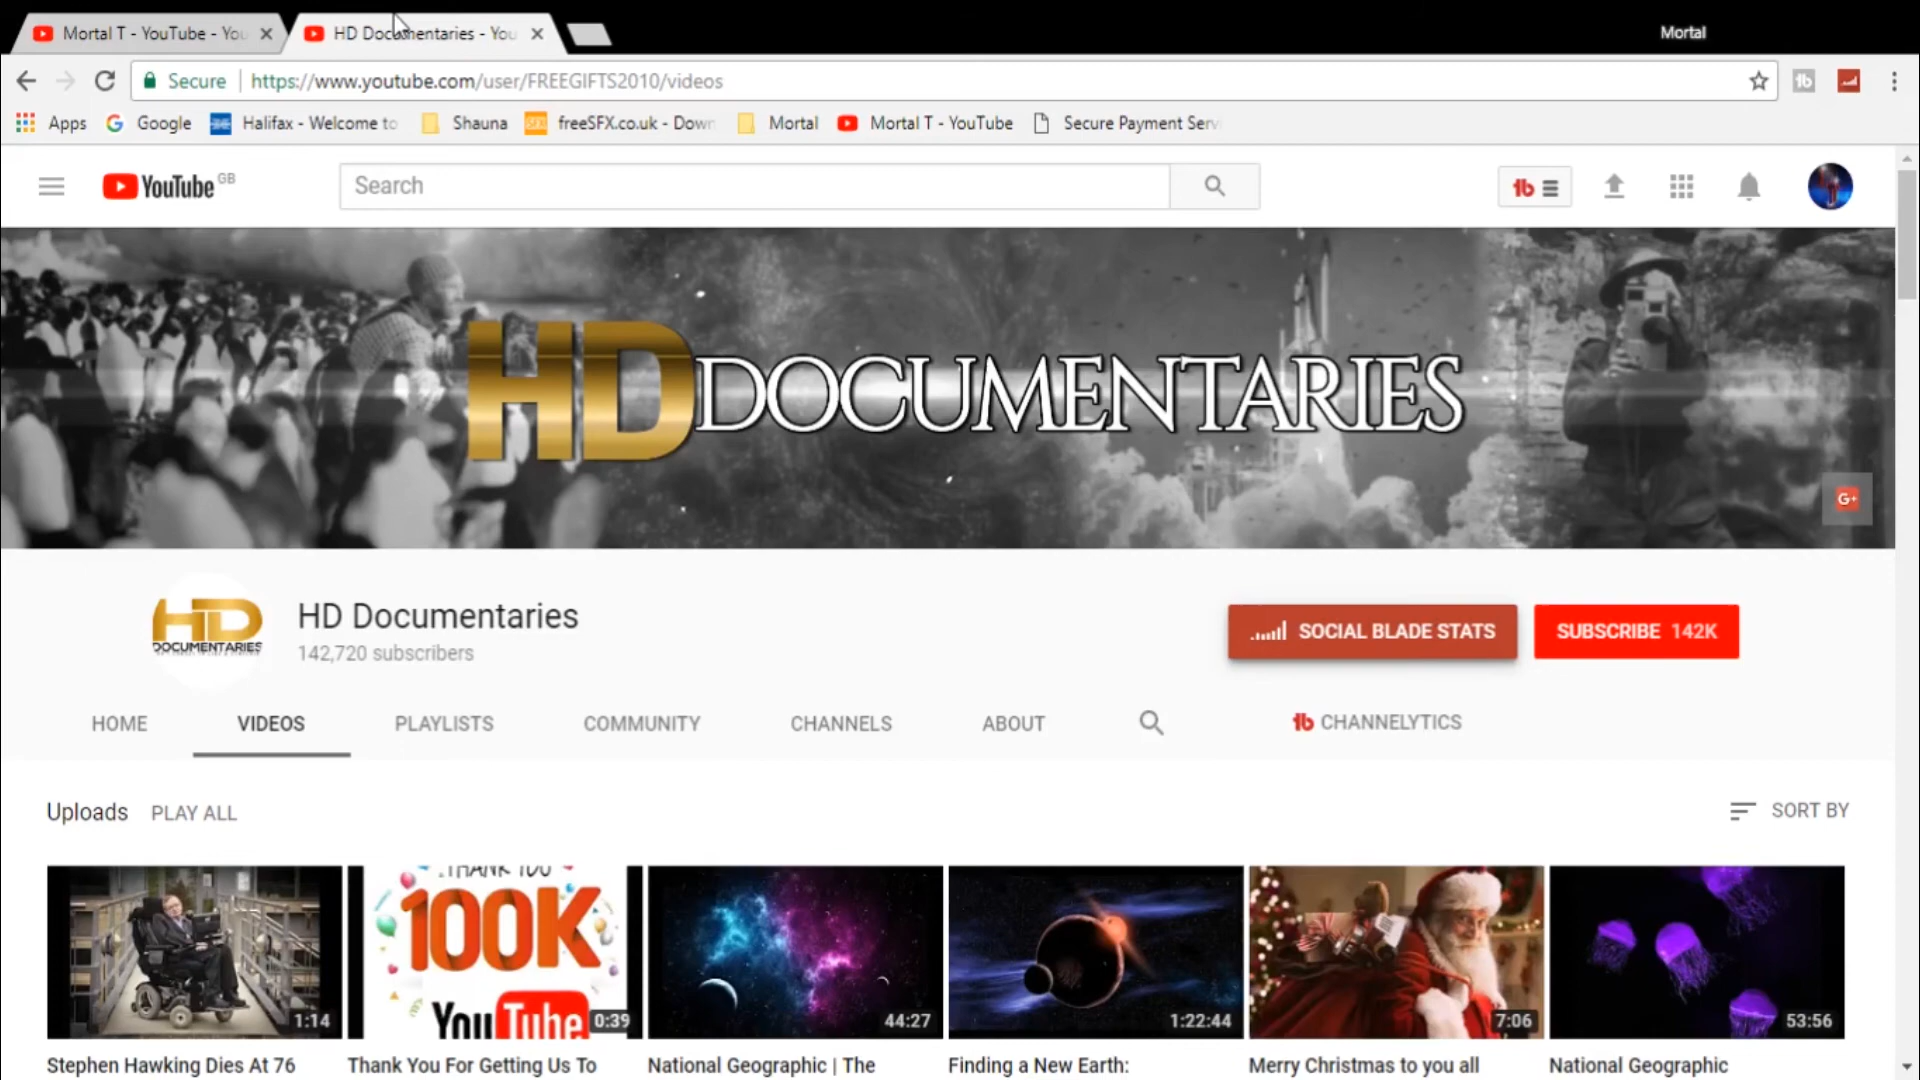 Mortal T - YouTube - You
HD Documentaries - You
Mortal
Secure
https://www.youtube.com/user/FREEGIFTS2010/videos
Apps
Google
Halifax - Welcome to
Shauna
freeSFX.co.uk - Down
Mortal
Mortal T - YouTube
Secure Payment Serv
YouTube GB
Search
HD DOCUMENTARIES
G+
HD
DOCUMENTARIES
HD Documentaries
142,720 subscribers
SOCIAL BLADE STATS
SUBSCRIBE 142K
HOME
VIDEOS
PLAYLISTS
COMMUNITY
CHANNELS
ABOUT
CHANNELYTICS
Uploads
PLAY ALL
SORT BY
THANK YOU
100K
YouTube
1:14
0:39
44:27
1:22:44
7:06
53:56
Stephen Hawking Dies At 76
Thank You For Getting Us To
National Geographic | The
Finding a New Earth:
Merry Christmas to you all
National Geographic